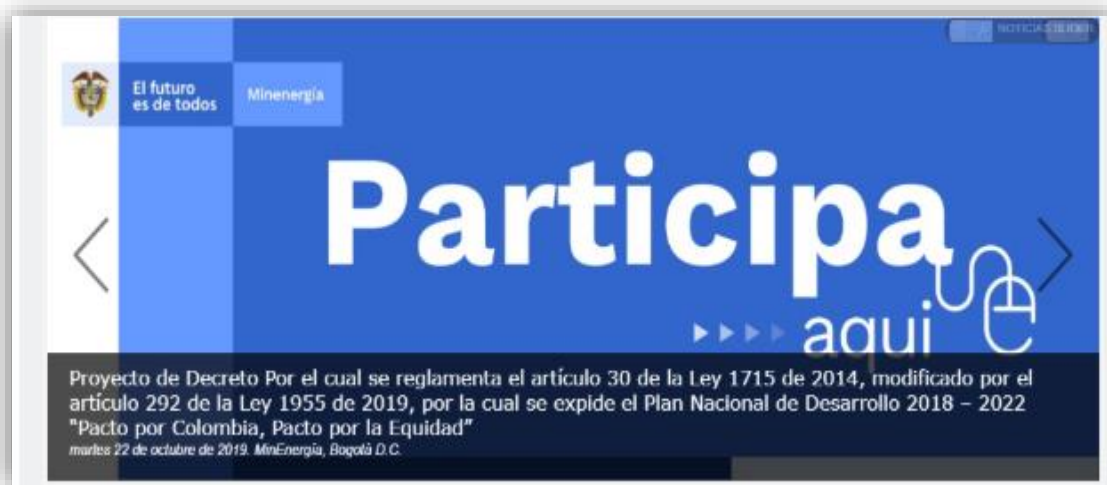 NOTICIAS
El futuro
es de todos
Minenergía
Participa
aqui
Proyecto de Decreto Por el cual se reglamenta el artículo 30 de la Ley 1715 de 2014, modificado por el
artículo 292 de la Ley 1955 de 2019, por la cual se expide el Plan Nacional de Desarrollo 2018 – 2022
"Pacto por Colombia, Pacto por la Equidad”
martes 22 de octubre de 2019. MinEnergía, Bogotà D.C.